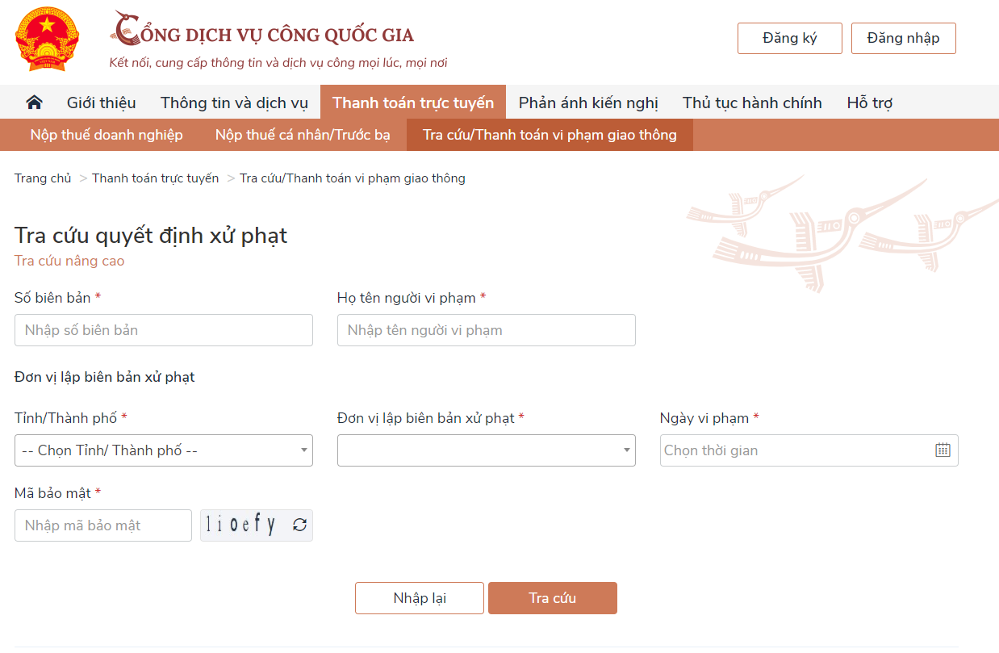 CỔNG DỊCH VỤ CÔNG QUỐC GIA
Kết nối, cung cấp thông tin và dịch vụ công mọi lúc, mọi nơi
Đăng ký Đăng nhập
Giới thiệu Thông tin và dịch vụ Thanh toán trực tuyến Phản ánh kiến nghị Thủ tục hành chính Hỗ trợ
Nộp thuế doanh nghiệp Nộp thuế cá nhân/Trước bạ Tra cứu/Thanh toán vi phạm giao thông
Trang chủ > Thanh toán trực tuyến > Tra cứu/Thanh toán vi phạm giao thông
Tra cứu quyết định xử phạt
Tra cứu nâng cao
Số biên bản * Họ tên người vi phạm *
Nhập số biên bản Nhập tên người vi phạm
Đơn vị lập biên bản xử phạt
Tỉnh/Thành phố * Đơn vị lập biên bản xử phạt * Ngày vi phạm *
-- Chọn Tỉnh/ Thành phố -- Chọn thời gian
Mã bảo mật *
Nhập mã bảo mật lioefy
Nhập lại Tra cứu